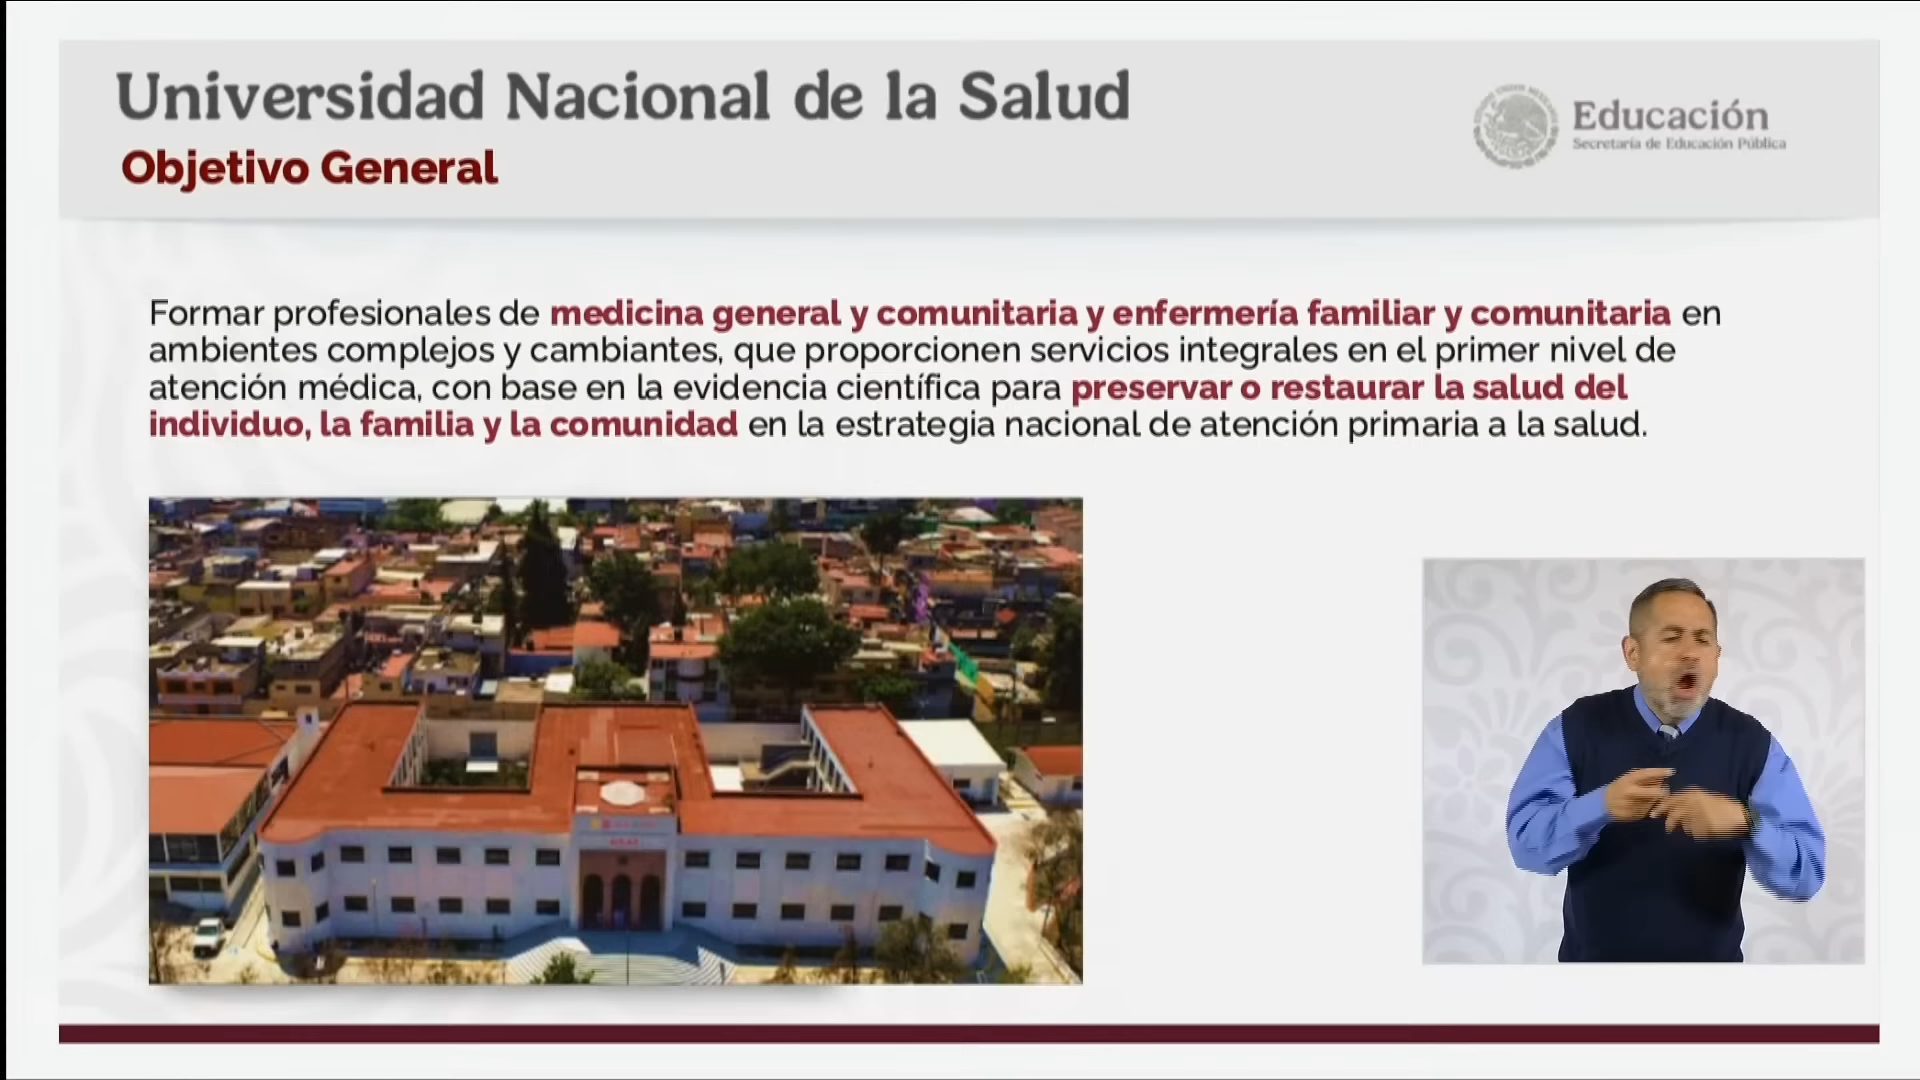 Universidad Nacional de la Salud
Objetivo General
Educación
Secretaría de Educación Pública
Formar profesionales de medicina general y comunitaria y enfermería familiar y comunitaria en
ambientes complejos y cambiantes, que proporcionen servicios integrales en el primer nivel de
atención médica, con base en la evidencia científica para preservar o restaurar la salud del
individuo, la familia y la comunidad en la estrategia nacional de atención primaria a la salud.